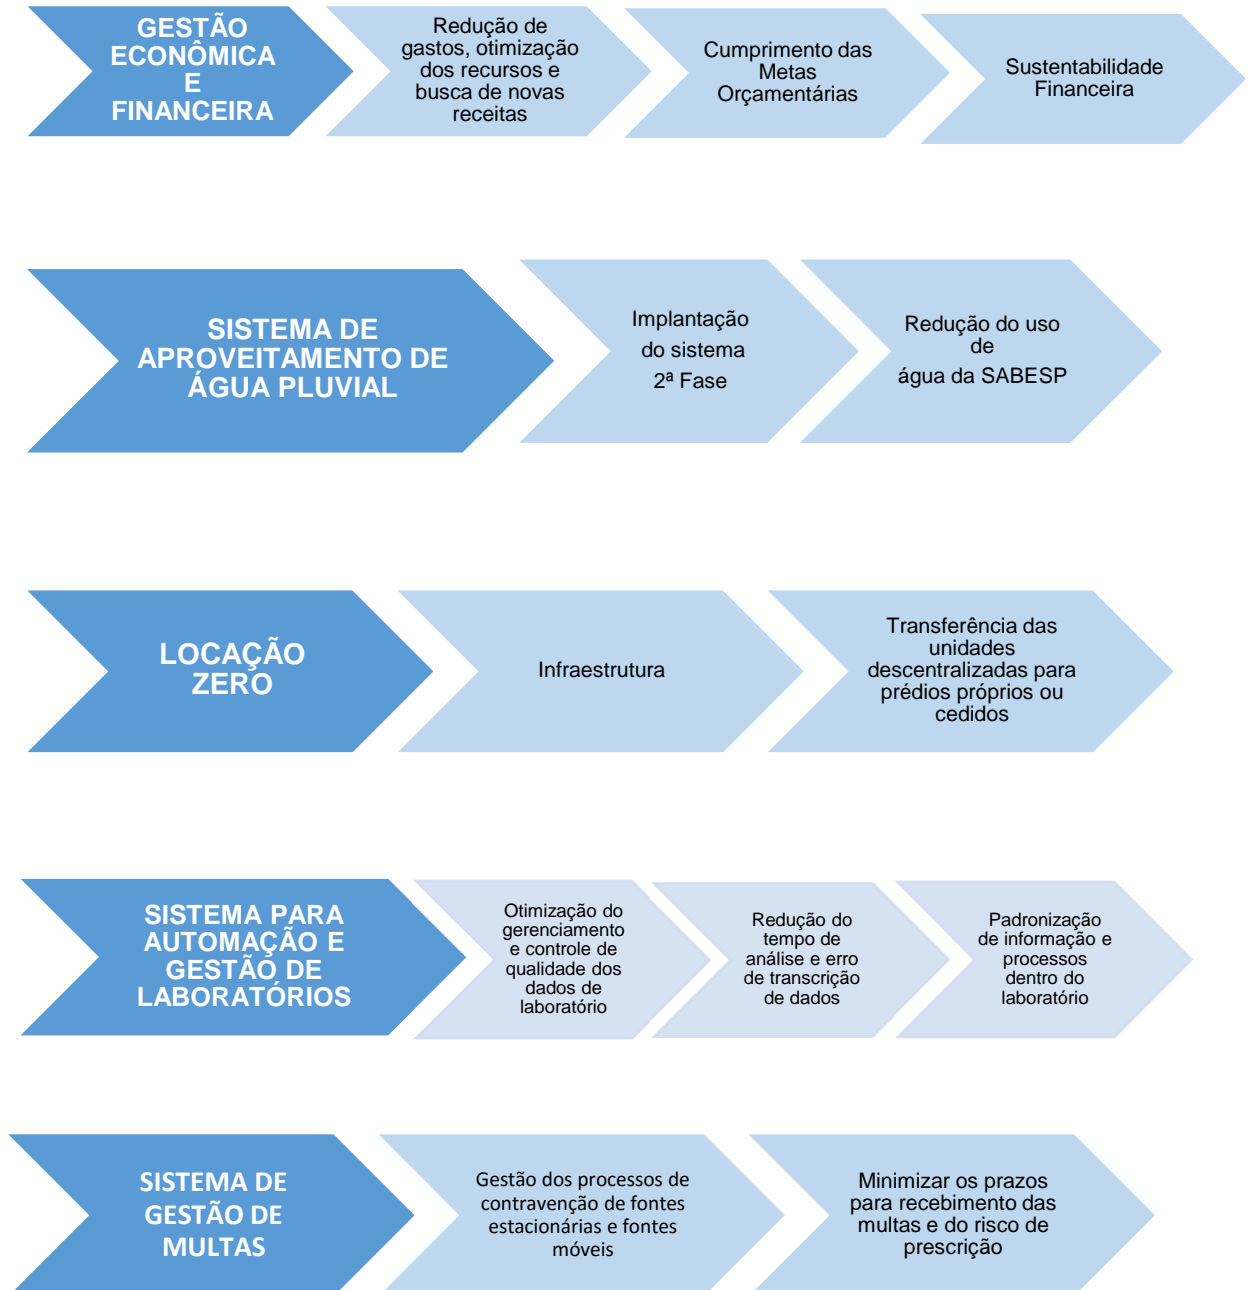 GESTÃO
ECONÔMICA
E
FINANCEIRA
Redução de
gastos, otimização
dos recursos e
busca de novas
receitas
Cumprimento das
Metas
Orçamentárias
Sustentabilidade
Financeira
SISTEMA DE
APROVEITAMENTO DE
ÁGUA PLUVIAL
Implantação
do sistema
2ª Fase
Redução do uso
de
água da SABESP
LOCAÇÃO
ZERO
Infraestrutura
Transferência das
unidades
descentralizadas para
prédios próprios ou
cedidos
SISTEMA PARA
AUTOMAÇÃO E
GESTÃO DE
LABORATÓRIOS
Otimização do
gerenciamento
e controle de
qualidade dos
dados de
laboratório
Redução do
tempo de
análise e erro
de transcrição
de dados
Padronização
de informação e
processos
dentro do
laboratório
SISTEMA DE
GESTÃO DE
MULTAS
Gestão dos processos de
contravenção de fontes
estacionárias e fontes
móveis
Minimizar os prazos
para recebimento das
multas e do risco de
prescrição